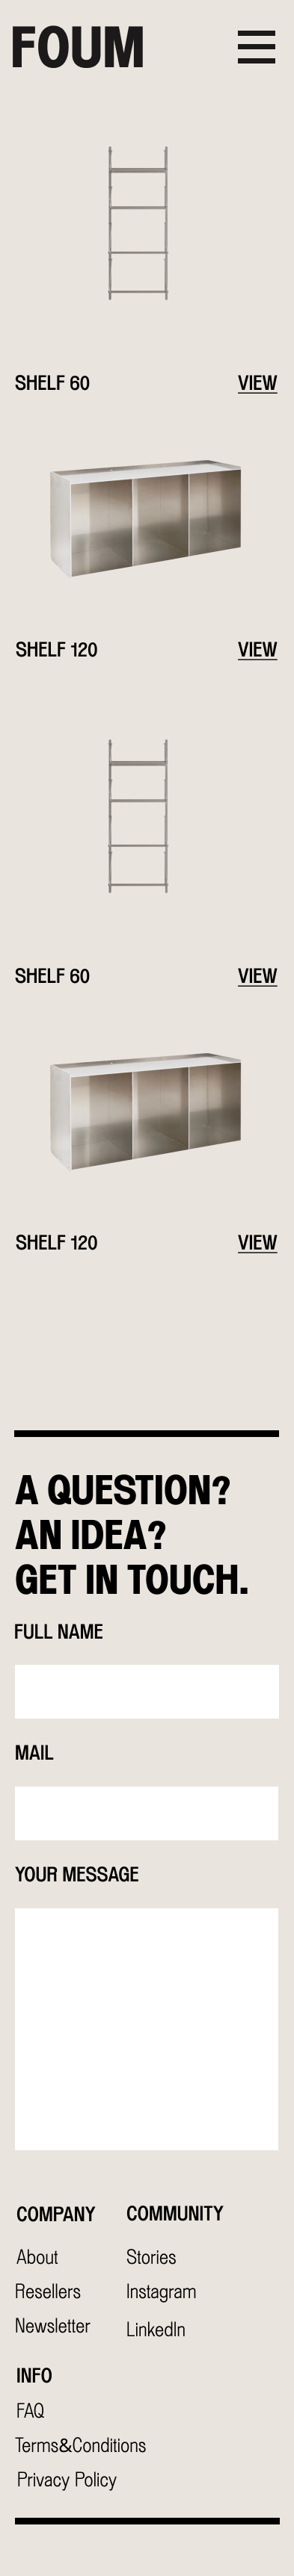 FOUM
SHELF 60 VIEW
SHELF 120 VIEW
SHELF 60 VIEW
SHELF 120 VIEW
A QUESTION?
AN IDEA?
GET IN TOUCH.
FULL NAME
MAIL
YOUR MESSAGE
COMPANY
About
Resellers
Newsletter
COMMUNITY
Stories
Instagram
LinkedIn
INFO
FAQ
Terms&Conditions
Privacy Policy